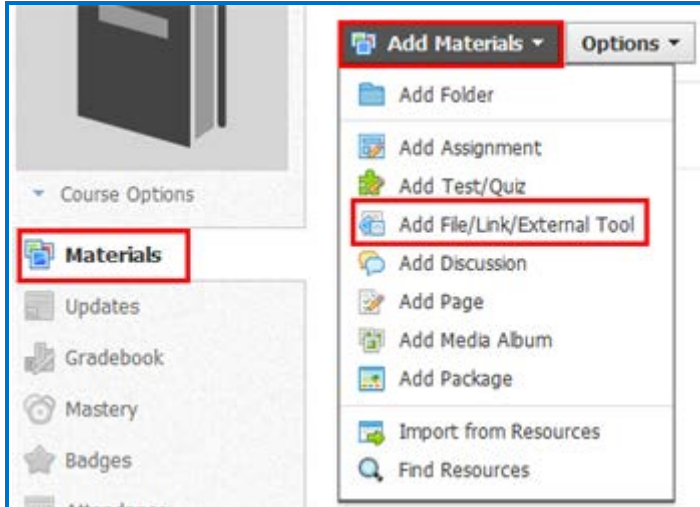 Add Materials Options
Add Folder
Add Assignment
Add Test/Quiz
Add File/Link/External Tool
Add Discussion
Add Page
Add Media Album
Add Package
Import from Resources
Find Resources
Course Options
Materials
Updates
Gradebook
Mastery
Badges